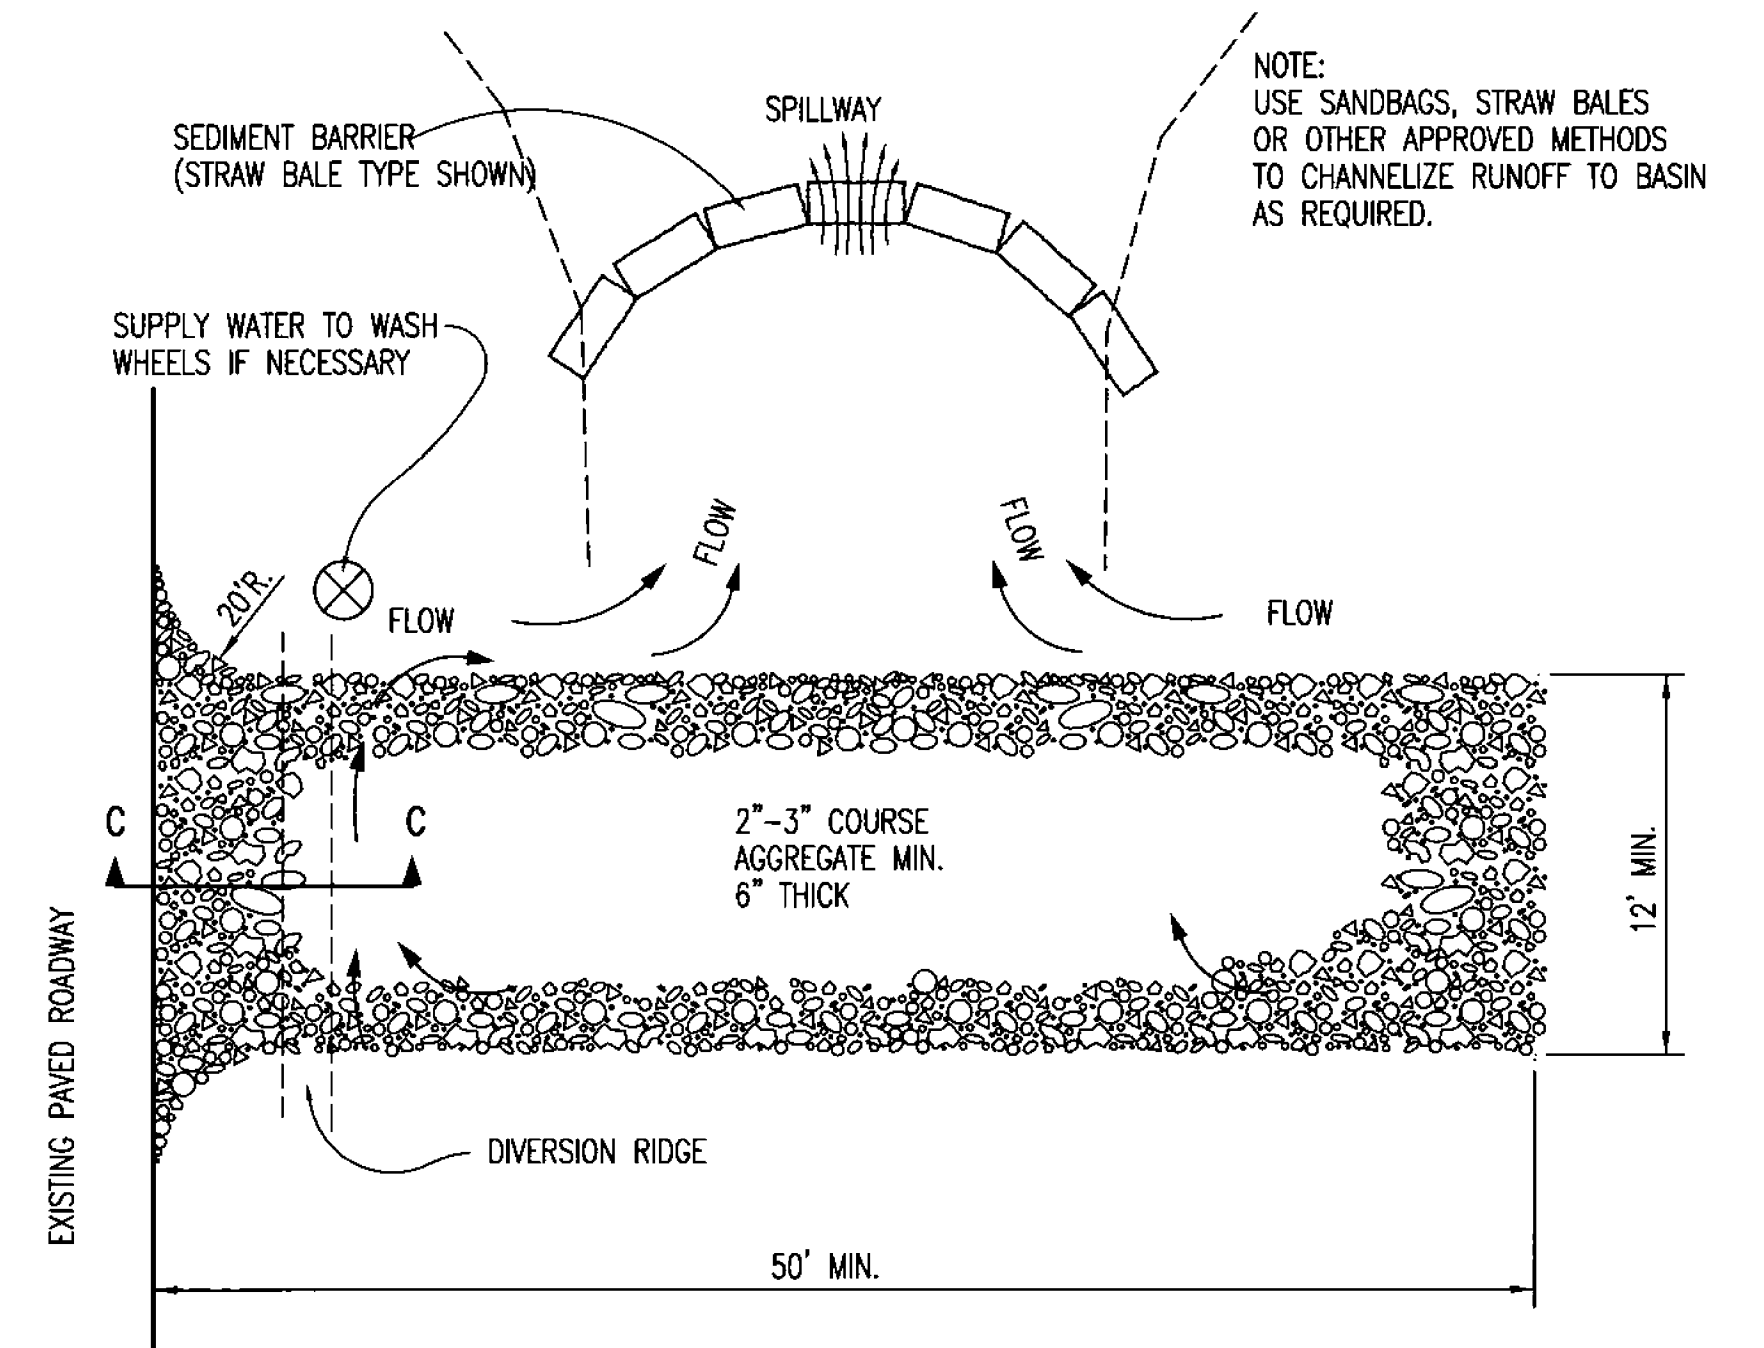 NOTE:
USE SANDBAGS, STRAW BALES
OR OTHER APPROVED METHODS
TO CHANNELIZE RUNOFF TO BASIN
AS REQUIRED.
SPILLWAY
SEDIMENT BARRIER
(STRAW BALE TYPE SHOWN)
SUPPLY WATER TO WASH
WHEELS IF NECESSARY
FLOW
FLOW
20'R.
FLOW
FLOW
C
C
2"-3" COURSE
AGGREGATE MIN.
6" THICK
12' MIN.
EXISTING PAVED ROADWAY
DIVERSION RIDGE
50' MIN.